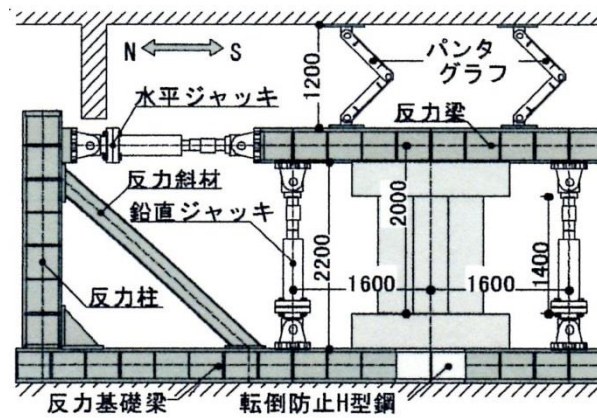 N S
パンタ
グラフ
1200
水平ジャッキ
反力梁
反力斜材
鉛直ジャッキ
2000
2200
1400
1600
1600
反力柱
反力基礎梁
転倒防止H型鋼